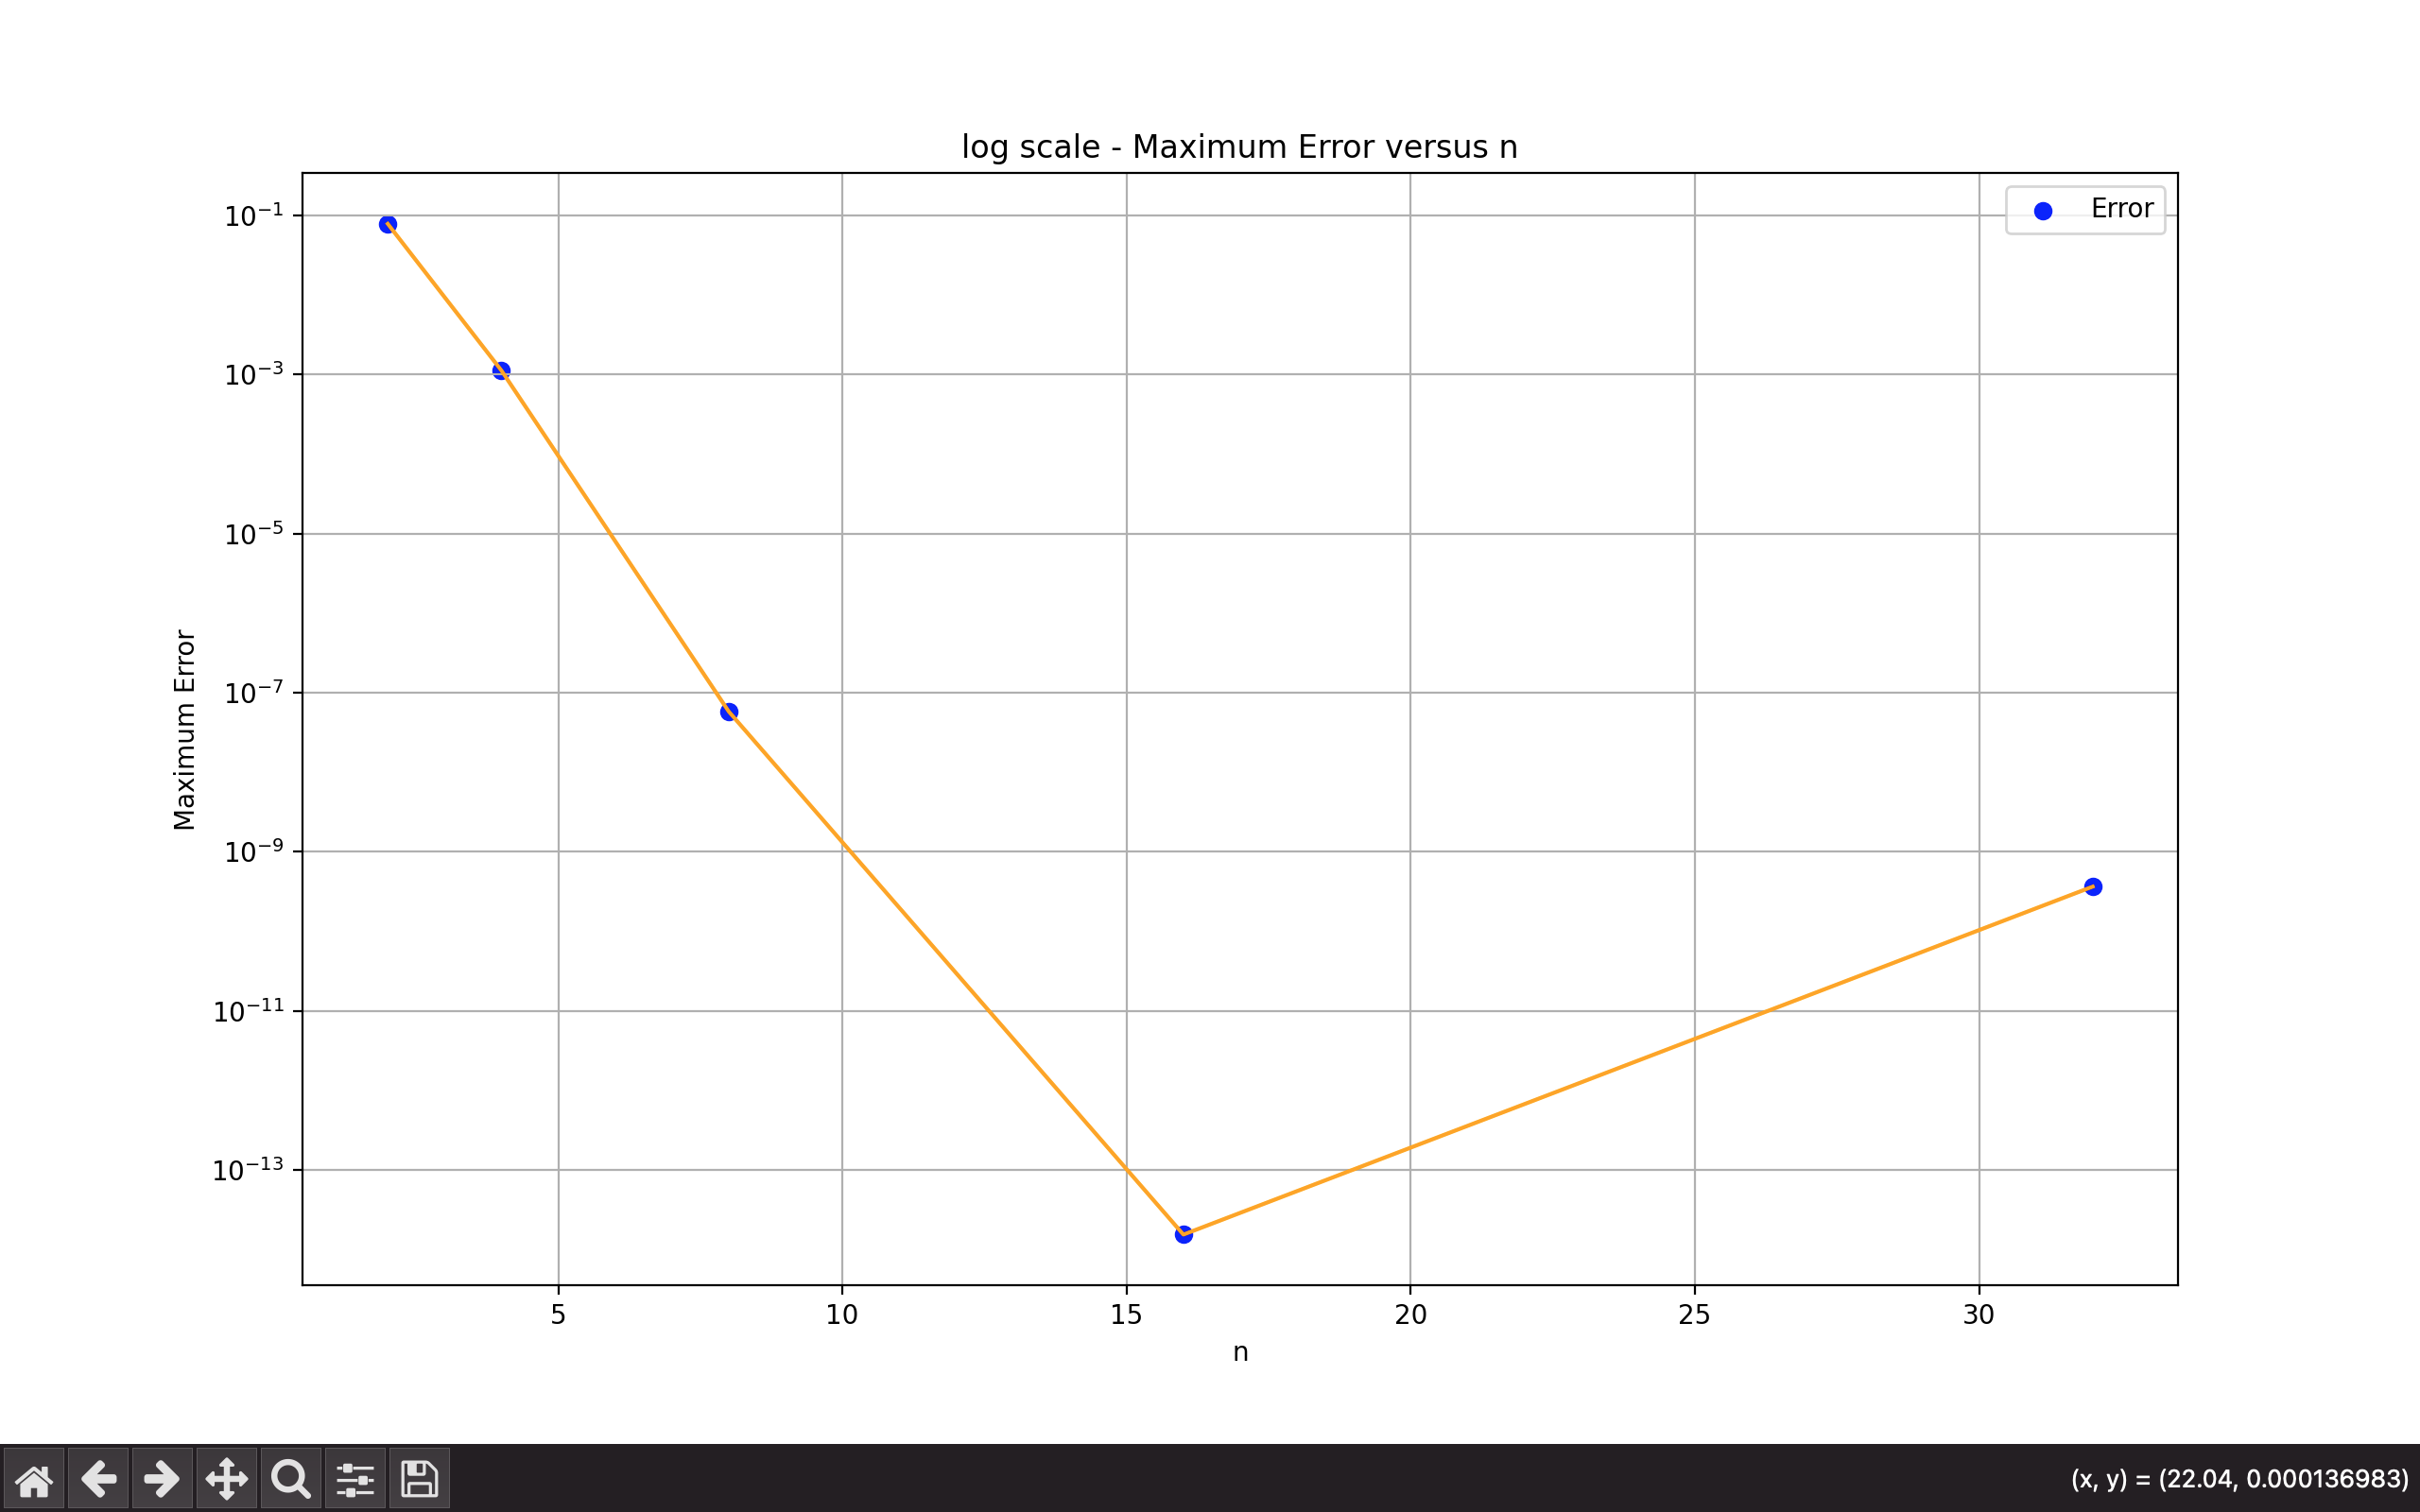 log scale - Maximum Error versus n
Error
Maximum Error
10⁻¹
10⁻³
10⁻⁵
10⁻⁷
10⁻⁹
10⁻¹¹
10⁻¹³
5 10 15 20 25 30
n
(x, y) = (22.04, 0.000136983)